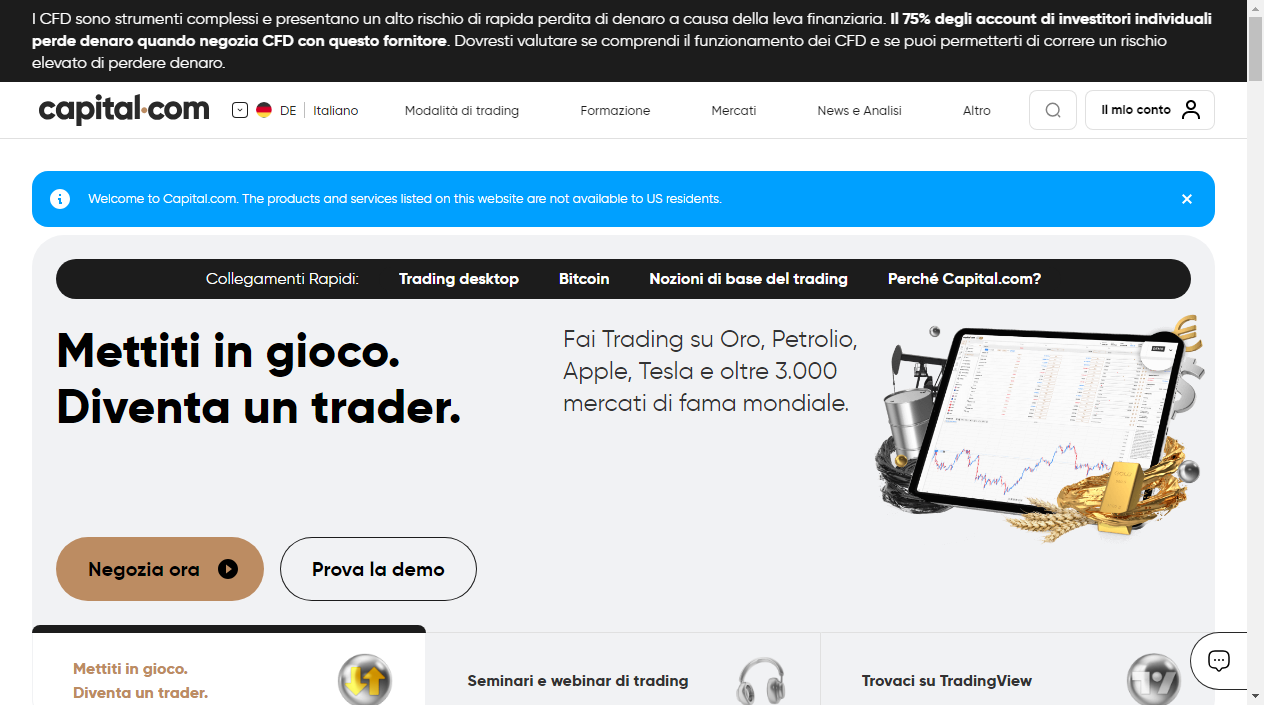 I CFD sono strumenti complessi e presentano un alto rischio di rapida perdita di denaro a causa della leva finanziaria. Il 75% degli account di investitori individuali
perde denaro quando negozia CFD con questo fornitore. Dovresti valutare se comprendi il funzionamento dei CFD e se puoi permetterti di correre un rischio
elevato di perdere denaro.
capital.com DE Italiano Modalità di trading Formazione Mercati News e Analisi Altro Il mio conto
Welcome to Capital.com. The products and services listed on this website are not available to US residents.
Collegamenti Rapidi: Trading desktop Bitcoin Nozioni di base del trading Perché Capital.com?
Mettiti in gioco.
Diventa un trader.
Fai Trading su Oro, Petrolio,
Apple, Tesla e oltre 3.000
mercati di fama mondiale.
Negozia ora Prova la demo
Mettiti in gioco.
Diventa un trader.
Seminari e webinar di trading
Trovaci su TradingView